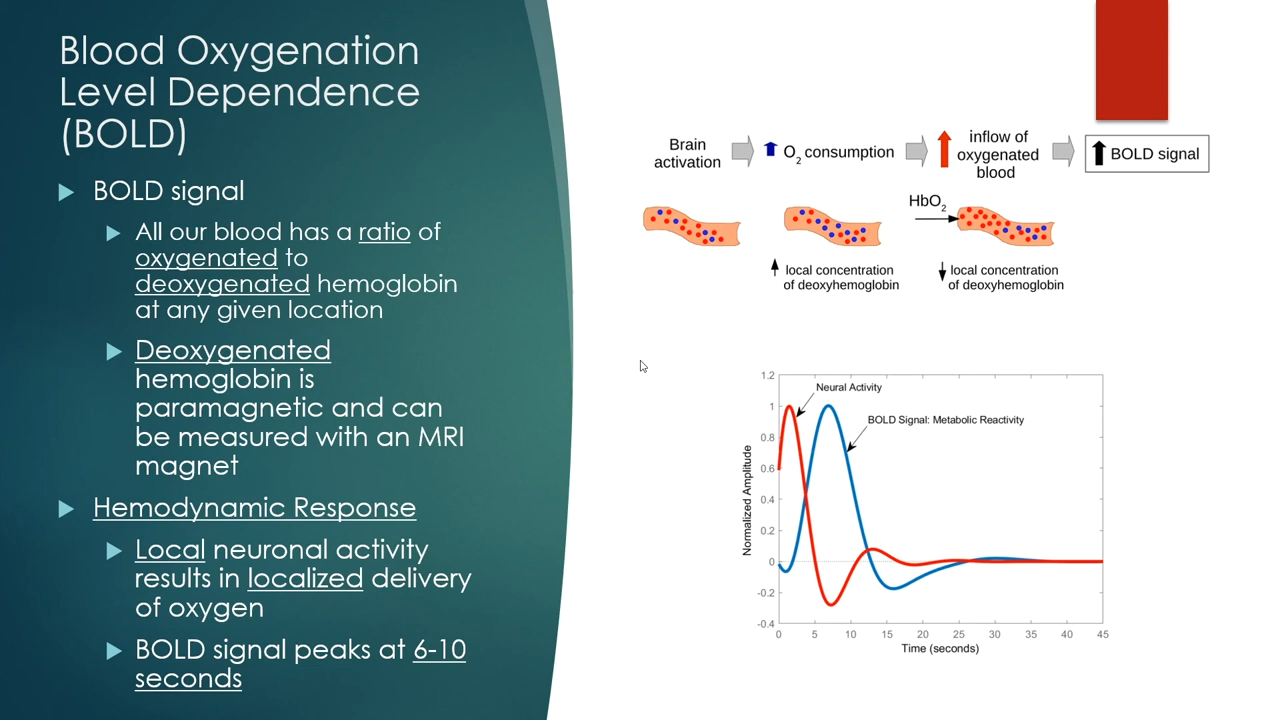 Blood Oxygenation
Level Dependence
(BOLD)
BOLD signal
All our blood has a ratio of
oxygenated to
deoxygenated hemoglobin
at any given location
Deoxygenated
hemoglobin is
paramagnetic and can
be measured with an MRI
magnet
Hemodynamic Response
Local neuronal activity
results in localized delivery
of oxygen
BOLD signal peaks at 6-10
seconds
Brain
activation
O2 consumption
inflow of
oxygenated
blood
BOLD signal
HbO2
local concentration
of deoxyhemoglobin
local concentration
of deoxyhemoglobin
Neural Activity
BOLD Signal: Metabolic Reactivity
Normalized Amplitude
1.2
1
0.8
0.6
0.4
0.2
0
-0.2
-0.4
0 5 10 15 20 25 30 35 40 45
Time (seconds)